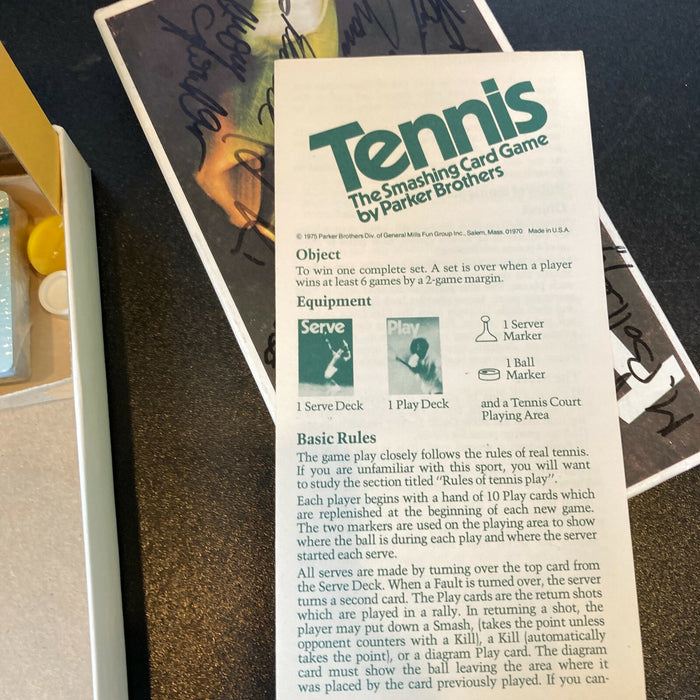 Tennis
The Smashing Card Game
by Parker Brothers
© 1975 Parker Brothers Div. of General Mills Fun Group Inc., Salem, Mass. 01970 Made in U.S.A.
Object
To win one complete set. A set is over when a player
wins at least 6 games by a 2-game margin.
Equipment
Serve
Play
1 Server
Marker
1 Ball
Marker
1 Serve Deck
1 Play Deck
and a Tennis Court
Playing Area
Basic Rules
The game play closely follows the rules of real tennis.
If you are unfamiliar with this sport, you will want
to study the section titled "Rules of tennis play".
Each player begins with a hand of 10 Play cards which
are replenished at the beginning of each new game.
The two markers are used on the playing area to show
where the ball is during each play and where the server
started each serve.
All serves are made by turning over the top card from
the Serve Deck. When a Fault is turned over, the server
turns a second card. The Play cards are the return shots
which are played in a rally. In returning a shot, the
player may put down a Smash, (takes the point unless
opponent counters with a Kill), a Kill (automatically
takes the point), or a diagram Play card. The diagram
card must show the ball leaving the area where it
was placed by the card previously played. If you can-